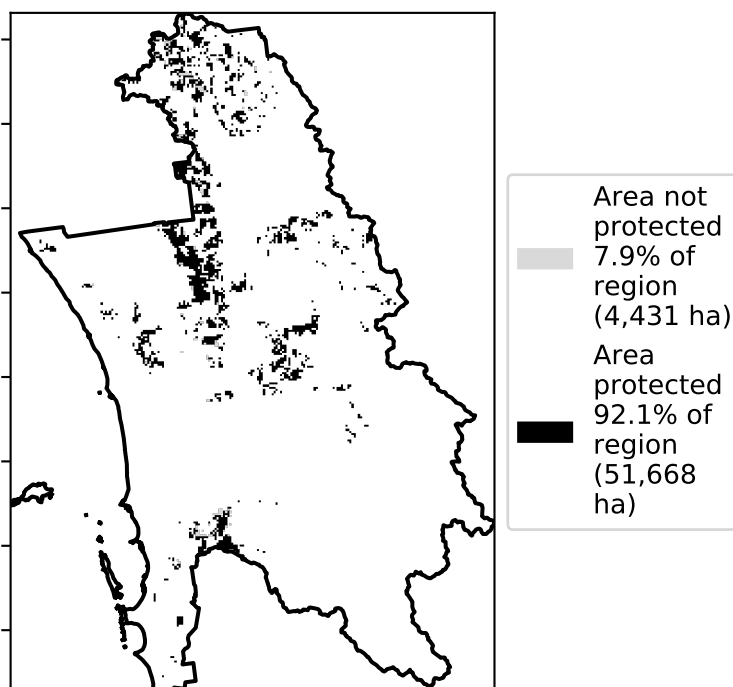 Area not
protected
7.9% of
region
(4,431 ha)
Area
protected
92.1% of
region
(51,668
ha)